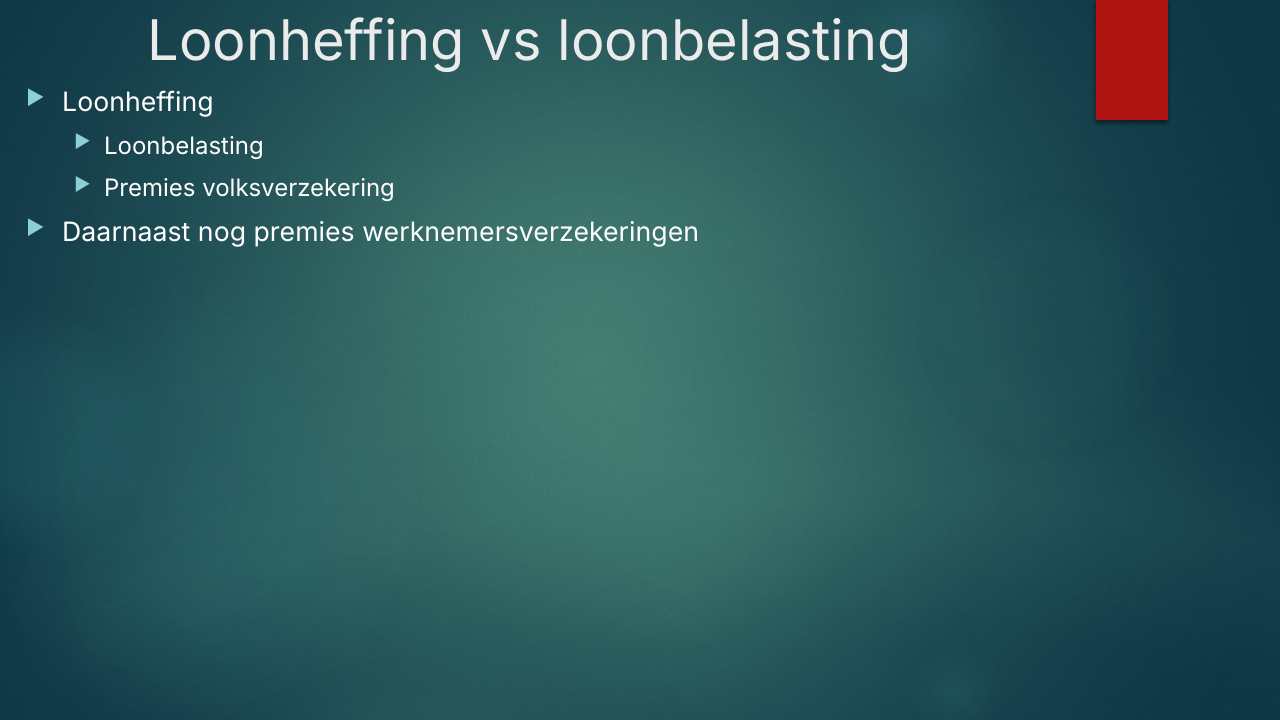 Loonheffing vs loonbelasting
Loonheffing
Loonbelasting
Premies volksverzekering
Daarnaast nog premies werknemersverzekeringen